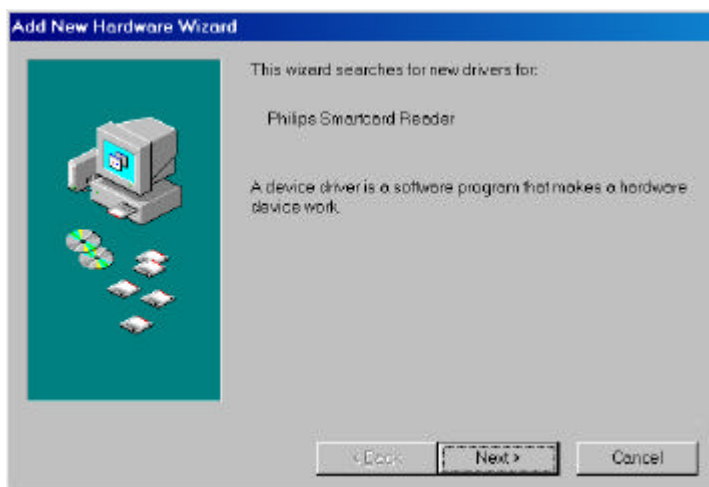 Add New Hardware Wizard
This wizard searches for new drivers for:
Philips Smartcard Reader
A device driver is a software program that makes a hardware
device work.
< Back
Next >
Cancel